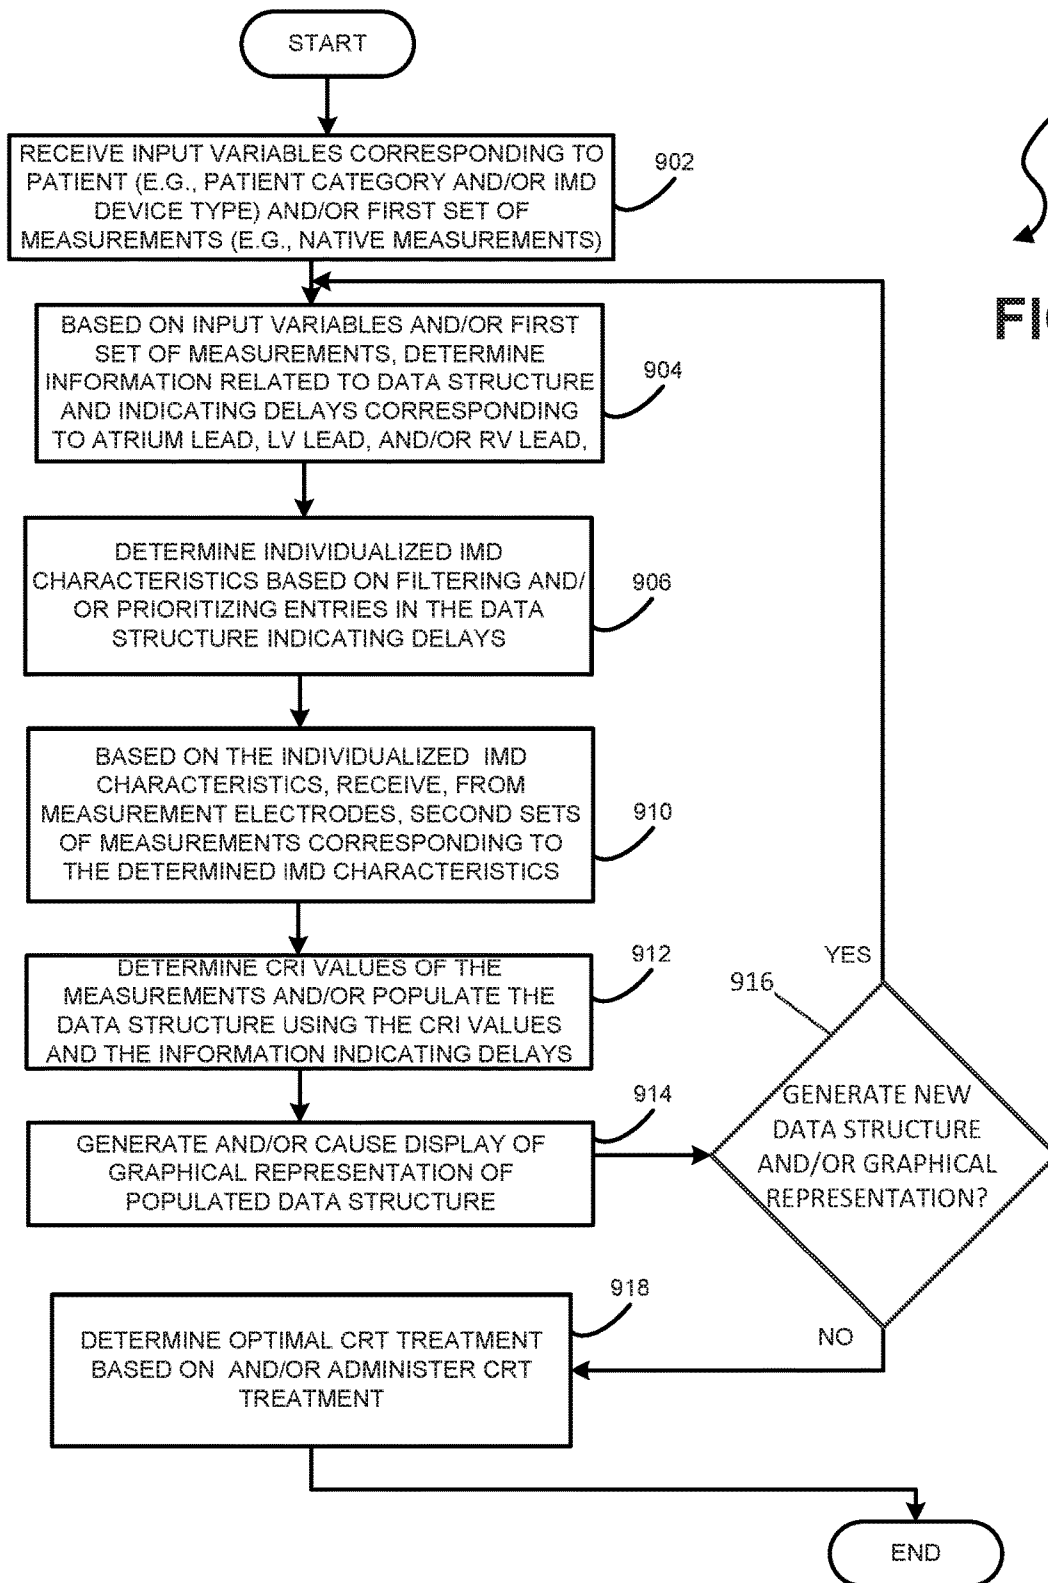 START
RECEIVE INPUT VARIABLES CORRESPONDING TO
PATIENT (E.G., PATIENT CATEGORY AND/OR IMD
DEVICE TYPE) AND/OR FIRST SET OF
MEASUREMENTS (E.G., NATIVE MEASUREMENTS)
902
BASED ON INPUT VARIABLES AND/OR FIRST
SET OF MEASUREMENTS, DETERMINE
INFORMATION RELATED TO DATA STRUCTURE
AND INDICATING DELAYS CORRESPONDING
TO ATRIUM LEAD, LV LEAD, AND/OR RV LEAD,
904
DETERMINE INDIVIDUALIZED IMD
CHARACTERISTICS BASED ON FILTERING AND/
OR PRIORITIZING ENTRIES IN THE DATA
STRUCTURE INDICATING DELAYS
906
BASED ON THE INDIVIDUALIZED IMD
CHARACTERISTICS, RECEIVE, FROM
MEASUREMENT ELECTRODES, SECOND SETS
OF MEASUREMENTS CORRESPONDING TO
THE DETERMINED IMD CHARACTERISTICS
910
DETERMINE CRI VALUES OF THE
MEASUREMENTS AND/OR POPULATE THE
DATA STRUCTURE USING THE CRI VALUES
AND THE INFORMATION INDICATING DELAYS
912
GENERATE AND/OR CAUSE DISPLAY OF
GRAPHICAL REPRESENTATION OF
POPULATED DATA STRUCTURE
914
YES
916
GENERATE NEW
DATA STRUCTURE
AND/OR GRAPHICAL
REPRESENTATION?
NO
DETERMINE OPTIMAL CRT TREATMENT
BASED ON AND/OR ADMINISTER CRT
TREATMENT
918
END